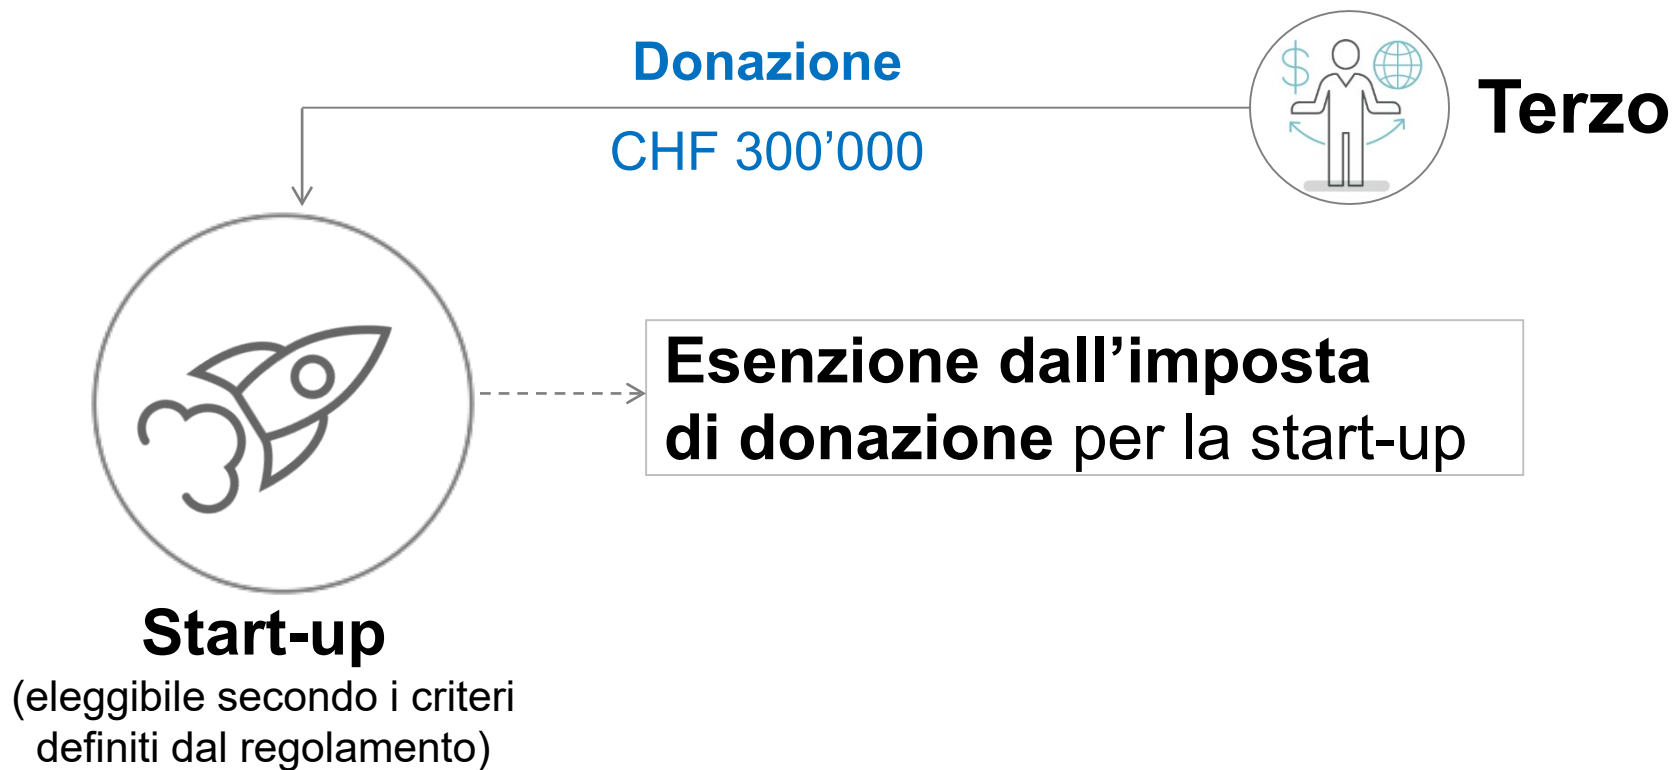 Donazione
CHF 300’000
Terzo
Esenzione dall’imposta
di donazione per la start-up
Start-up
(eleggibile secondo i criteri
definiti dal regolamento)